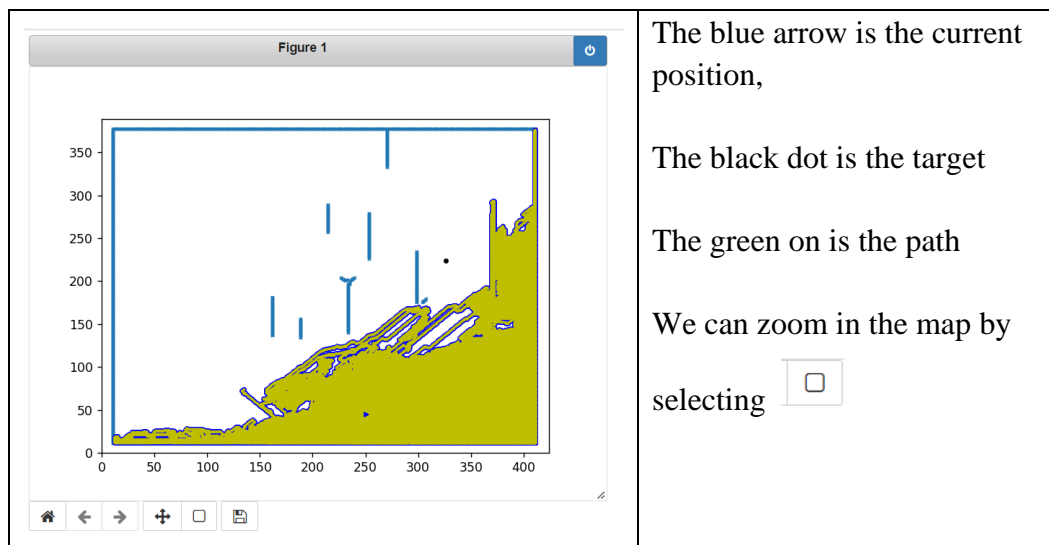 Figure 1
350
300
250
200
150
100
50
0
0 50 100 150 200 250 300 350 400
The blue arrow is the current
position,
The black dot is the target
The green on is the path
We can zoom in the map by
selecting